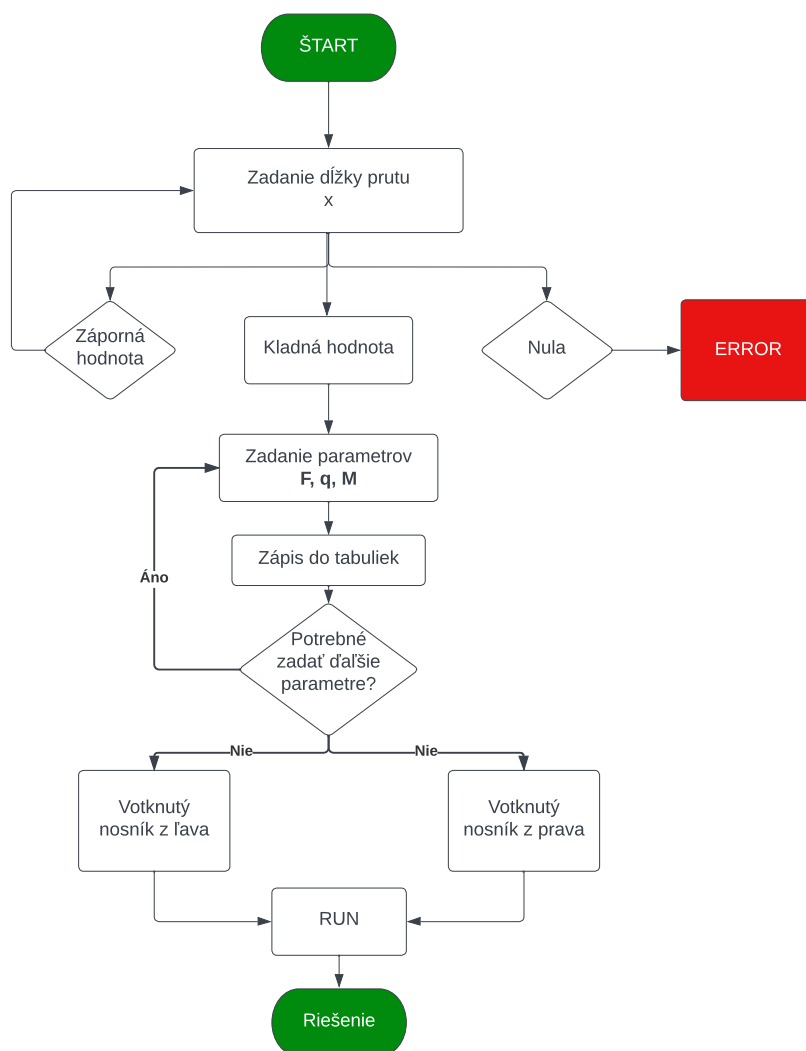 ŠTART
Zadanie dĺžky prutu
x
Záporná
hodnota
Kladná hodnota
Nula
ERROR
Zadanie parametrov
F, q, M
Zápis do tabuliek
Áno
Potrebné
zadať ďaľšie
parametre?
Nie
Nie
Votknutý
nosník z ľava
Votknutý
nosník z prava
RUN
Riešenie